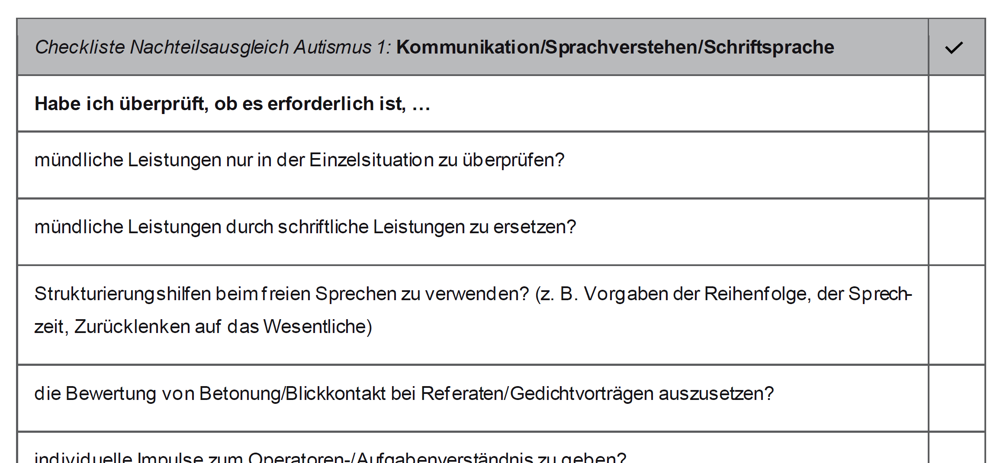 Checkliste Nachteilsausgleich Autismus 1: Kommunikation/Sprachverstehen/Schriftsprache ✓
Habe ich überprüft, ob es erforderlich ist, …
mündliche Leistungen nur in der Einzelsituation zu überprüfen?
mündliche Leistungen durch schriftliche Leistungen zu ersetzen?
Strukturierungshilfen beim freien Sprechen zu verwenden? (z. B. Vorgaben der Reihenfolge, der Sprech-
zeit, Zurücklenken auf das Wesentliche)
die Bewertung von Betonung/Blickkontakt bei Referaten/Gedichtvorträgen auszusetzen?
individuelle Impulse zum Operatoren-/Aufgabenverständnis zu geben?